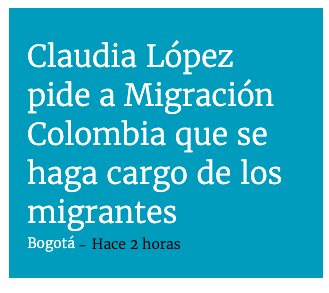 Claudia López
pide a Migración
Colombia que se
haga cargo de los
migrantes
Bogotá - Hace 2 horas